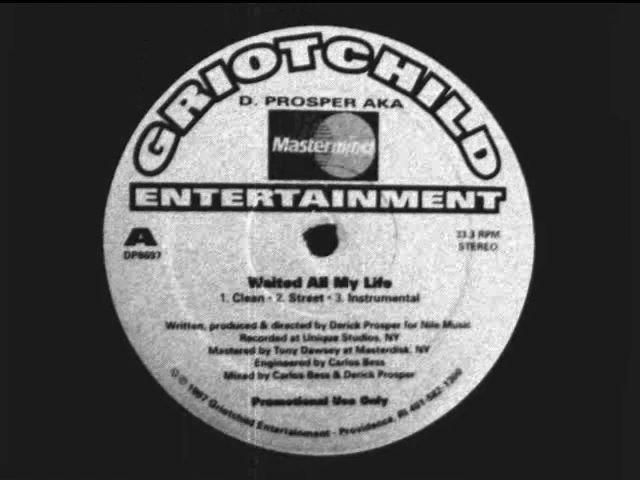 GRIOTCHILD
D. PROSPER AKA
Mastermind
ENTERTAINMENT
A
DP8697
33.3 RPM
STEREO
Waited All My Life
1. Clean • 2. Street • 3. Instrumental
Written, produced & directed by Derick Prosper for Nile Music
Recorded at Unique Studios, NY
Mastered by Tony Dawsey at Masterdisk, NY
Engineered by Carlos Bess
Mixed by Carlos Bess & Derick Prosper
Promotional Use Only
℗ © 1997 Griotchild Entertainment - Providence, RI